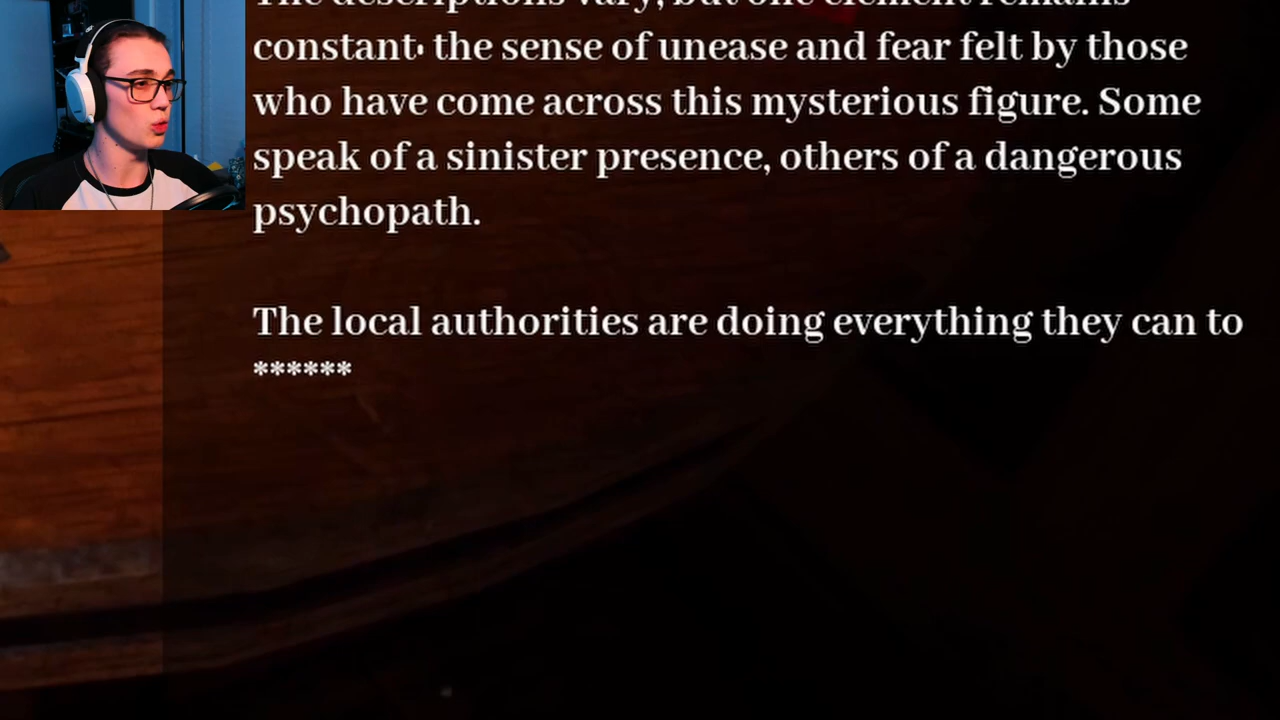 The descriptions vary, but one element remains
constant· the sense of unease and fear felt by those
who have come across this mysterious figure. Some
speak of a sinister presence, others of a dangerous
psychopath.
The local authorities are doing everything they can to
******